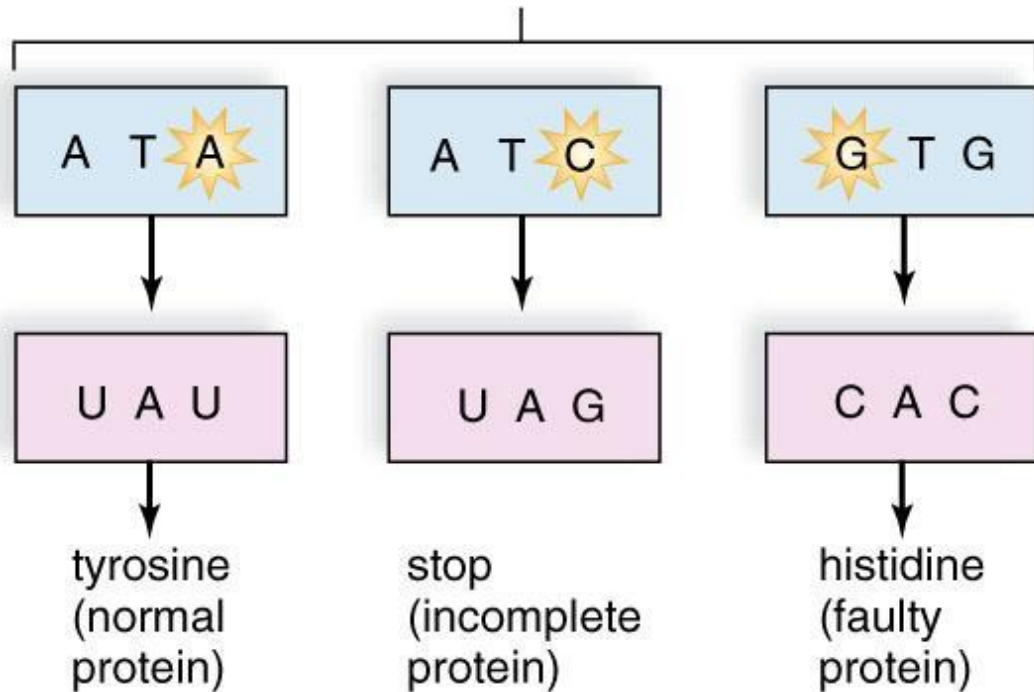 A T A
A T C
G T G
U A U
U A G
C A C
tyrosine
(normal
protein)
stop
(incomplete
protein)
histidine
(faulty
protein)